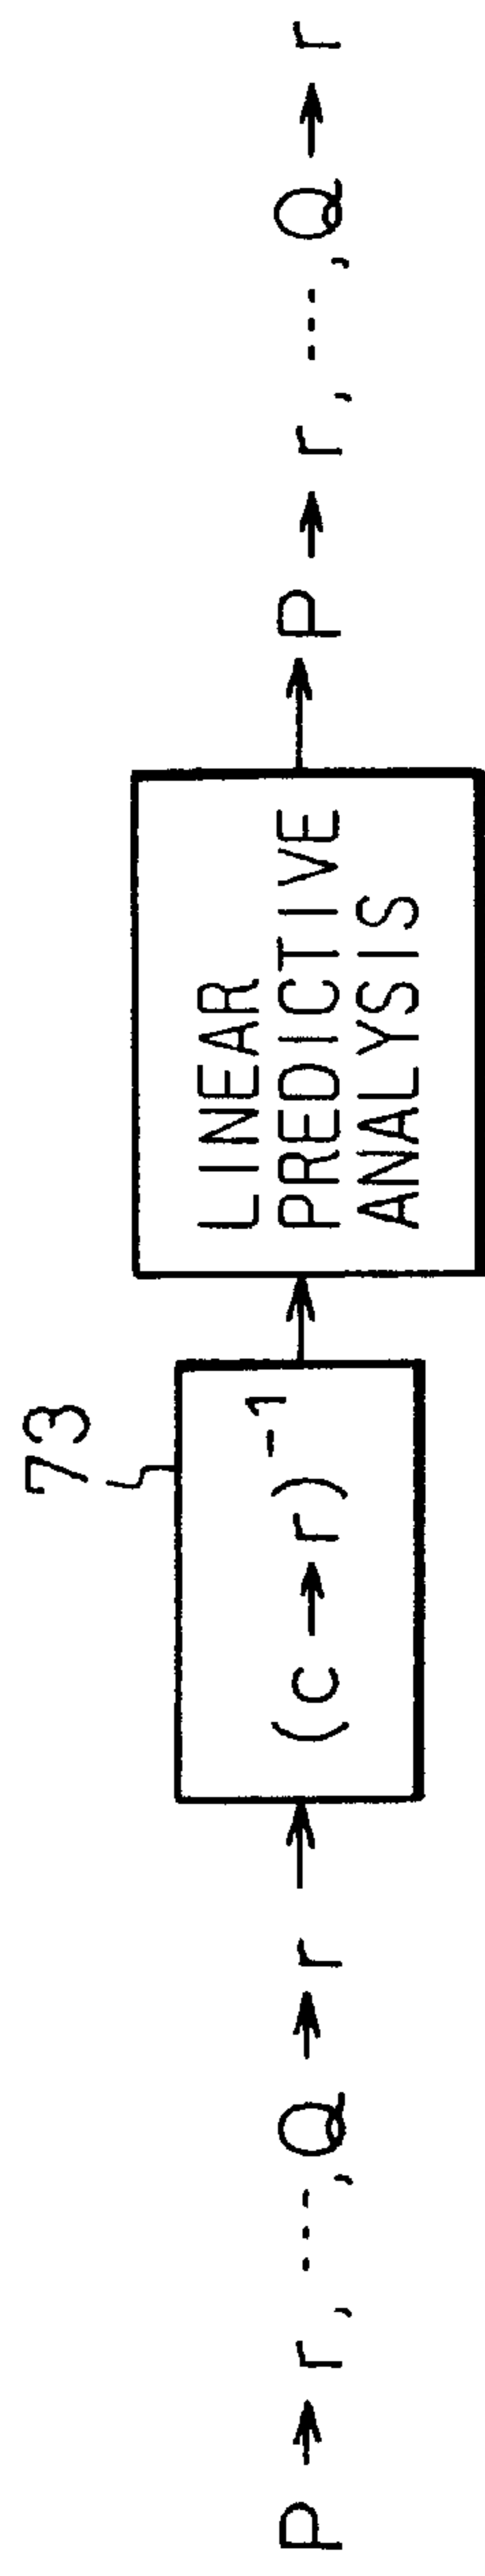 73
P → r, ···, Q → r
(c → r)⁻¹
LINEAR
PREDICTIVE
ANALYSIS
P → r, ···, Q → r